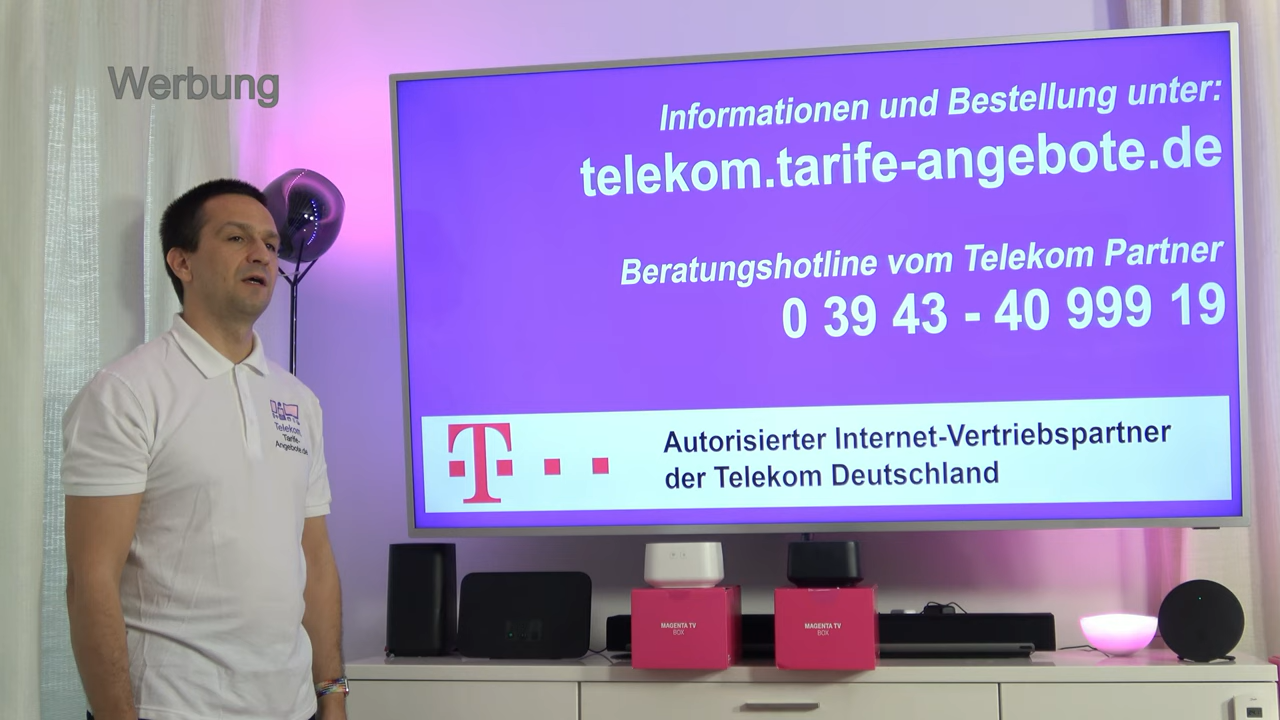 Werbung
Informationen und Bestellung unter:
telekom.tarife-angebote.de
Beratungshotline vom Telekom Partner
0 39 43 - 40 999 19
T
Autorisierter Internet-Vertriebspartner
der Telekom Deutschland
Telekom.
Tarife-
Angebote.de
MAGENTA TV
BOX
MAGENTA TV
BOX